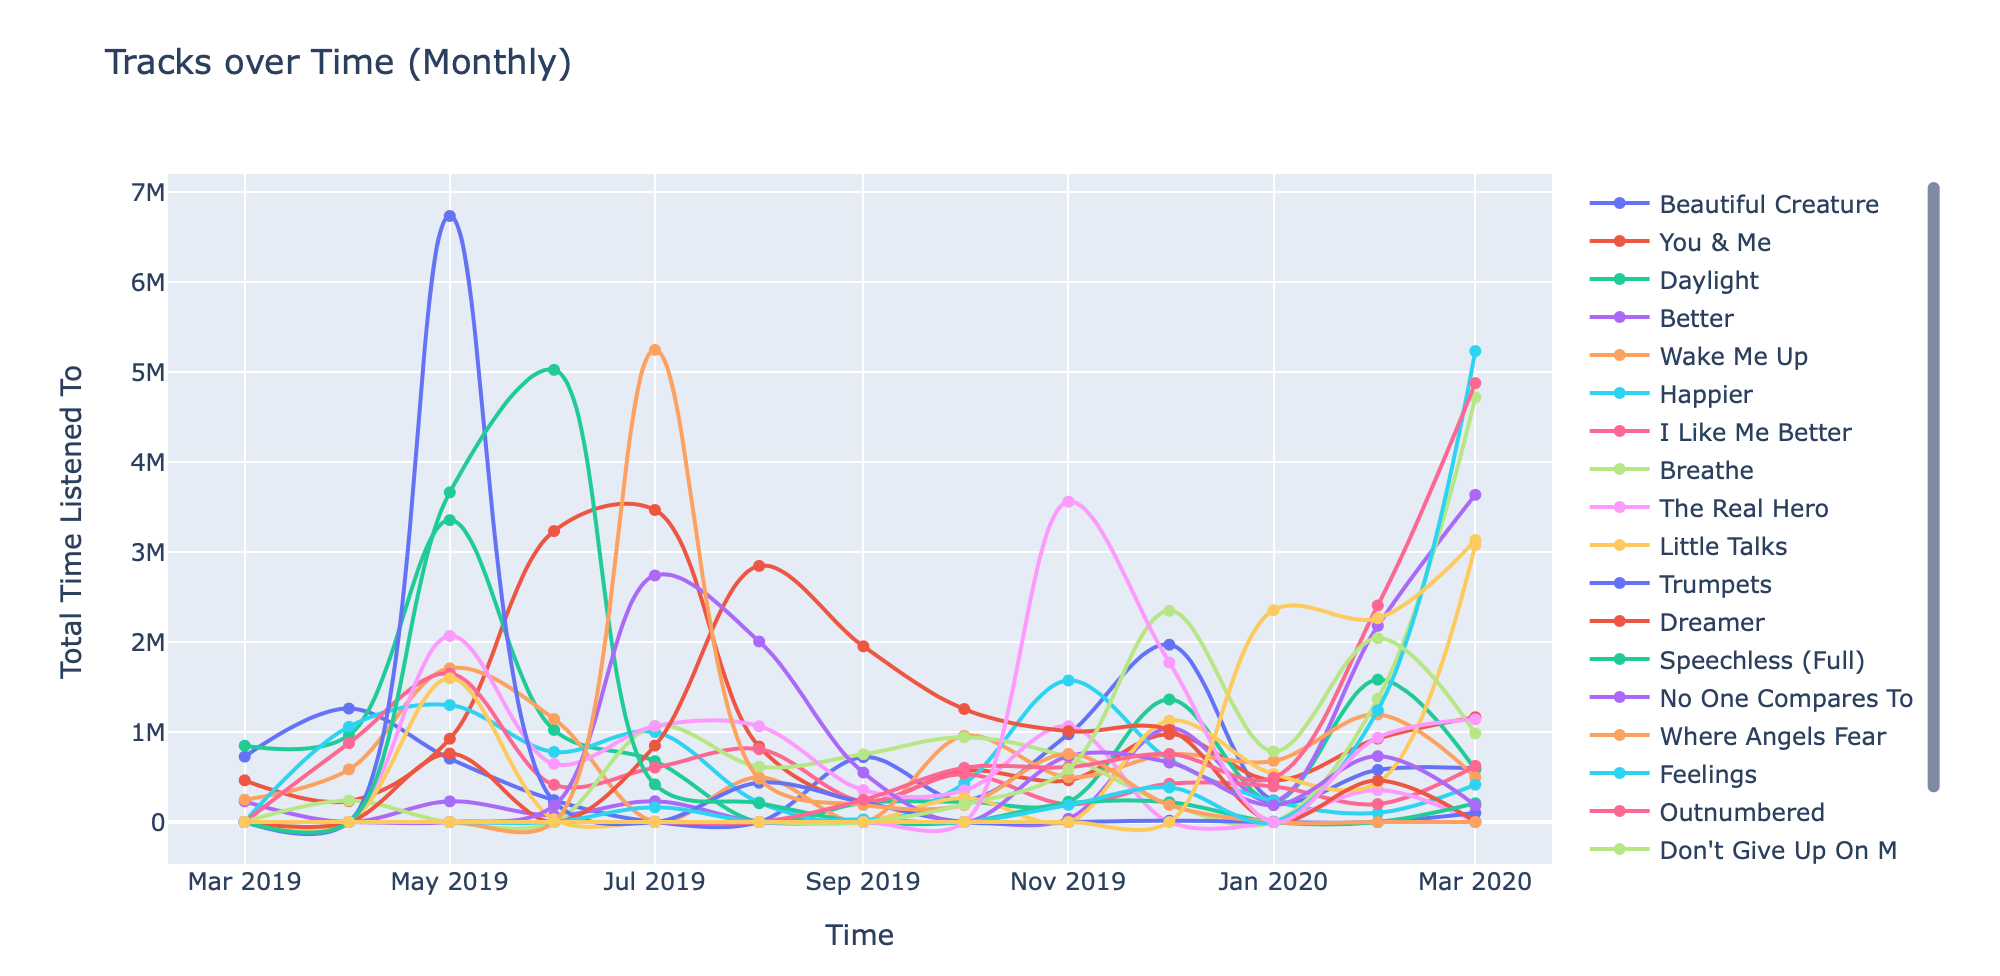 Tracks over Time (Monthly)
7M
6M
5M
4M
3M
2M
1M
0
Total Time Listened To
Mar 2019
May 2019
Jul 2019
Sep 2019
Nov 2019
Jan 2020
Mar 2020
Time
Beautiful Creature
You & Me
Daylight
Better
Wake Me Up
Happier
I Like Me Better
Breathe
The Real Hero
Little Talks
Trumpets
Dreamer
Speechless (Full)
No One Compares To
Where Angels Fear
Feelings
Outnumbered
Don't Give Up On M